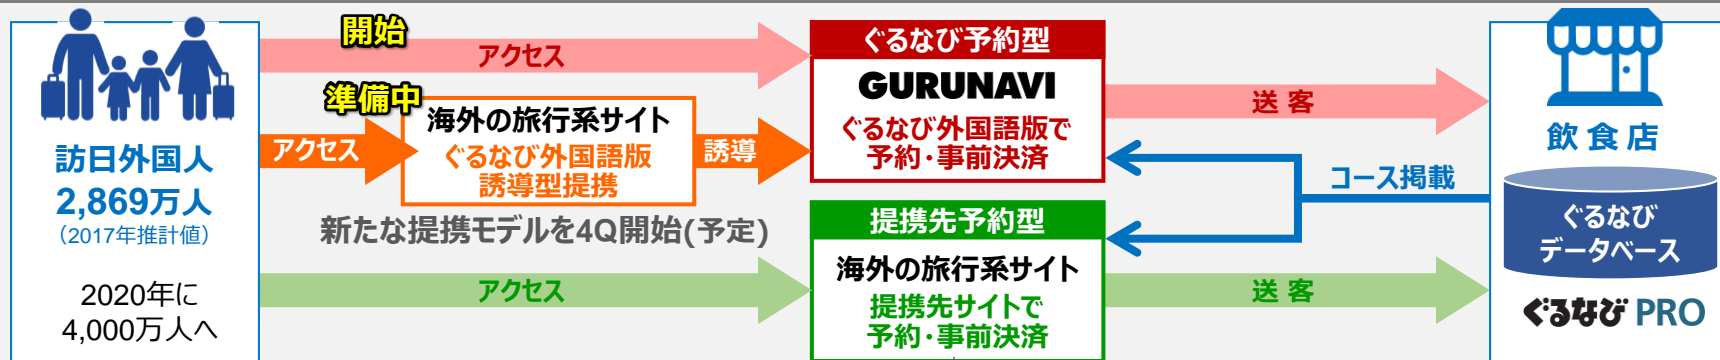 訪日外国人
2,869万人
（2017年推計値）
2020年に
4,000万人へ
開始
アクセス
準備中
アクセス
海外の旅行系サイト
ぐるなび外国語版
誘導型提携
誘導
新たな提携モデルを4Q開始(予定)
アクセス
ぐるなび予約型
GURUNAVI
ぐるなび外国語版で
予約・事前決済
提携先予約型
海外の旅行系サイト
提携先サイトで
予約・事前決済
送 客
コース掲載
送 客
飲 食 店
ぐるなび
データベース
ぐるなび PRO